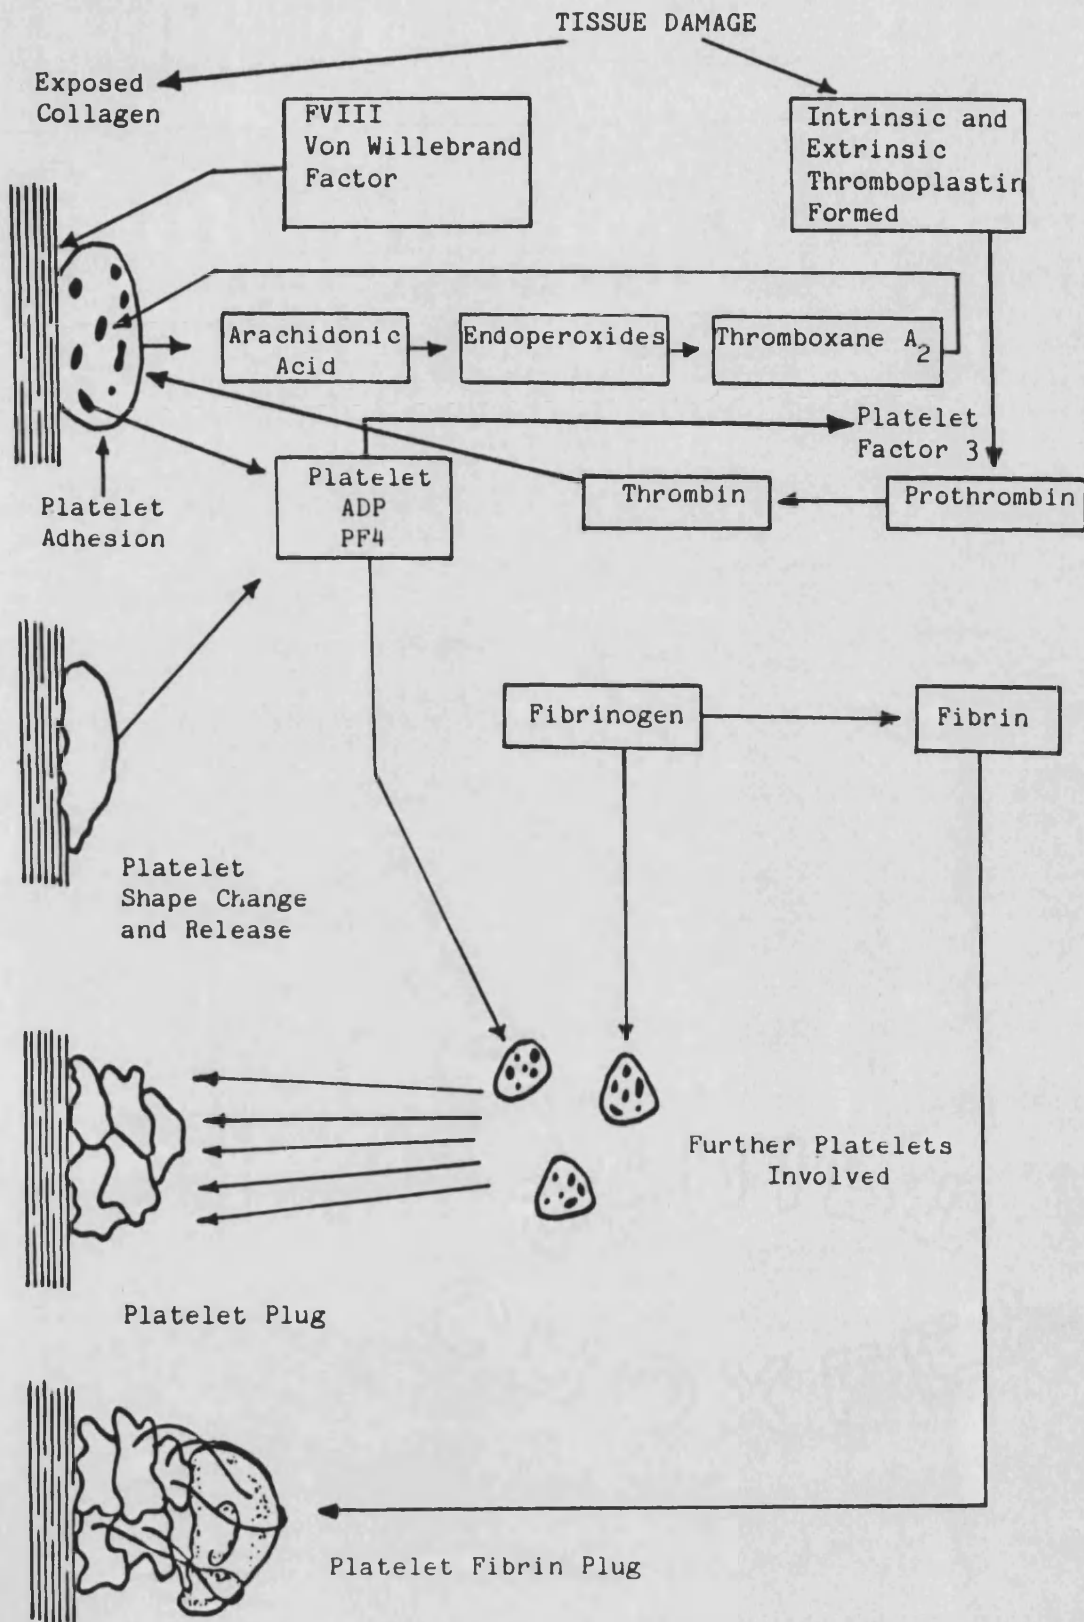 TISSUE DAMAGE
Exposed
Collagen
FVIII
Von Willebrand
Factor
Intrinsic and
Extrinsic
Thromboplastin
Formed
Arachidonic
Acid
Endoperoxides
Thromboxane A2
Platelet
Factor 3
Platelet
Adhesion
Platelet
ADP
PF4
Thrombin
Prothrombin
Fibrinogen
Fibrin
Platelet
Shape Change
and Release
Further Platelets
Involved
Platelet Plug
Platelet Fibrin Plug